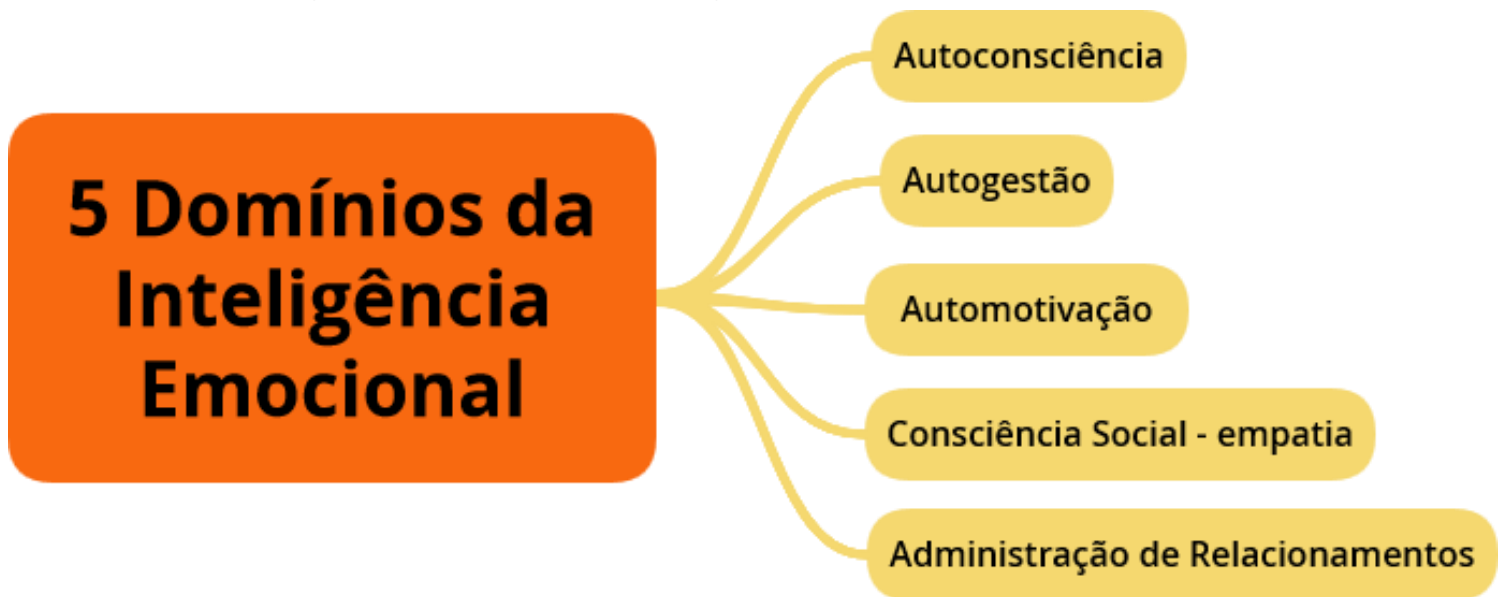 5 Domínios da
Inteligência
Emocional
Autoconsciência
Autogestão
Automotivação
Consciência Social - empatia
Administração de Relacionamentos